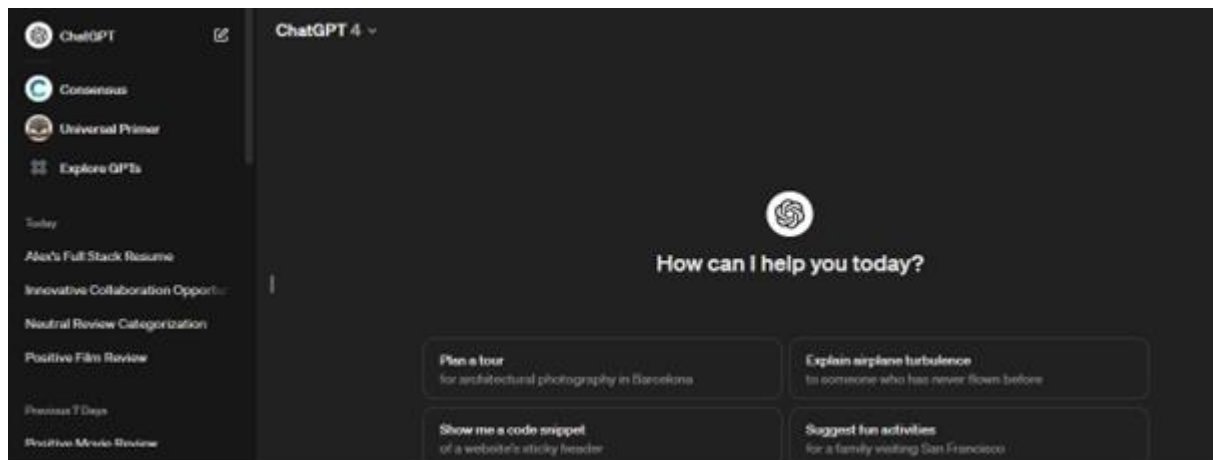 ChatGPT
ChatGPT 4
Consensus
Universal Primer
Explore GPTs
Today
Alex's Full Stack Resume
Innovative Collaboration Opportu
Neutral Review Categorization
Positive Film Review
Previous 7 Days
Positive Movie Review
How can I help you today?
Plan a tour
for architectural photography in Barcelona
Explain airplane turbulence
to someone who has never flown before
Show me a code snippet
of a website's sticky header
Suggest fun activities
for a family visiting San Francisco